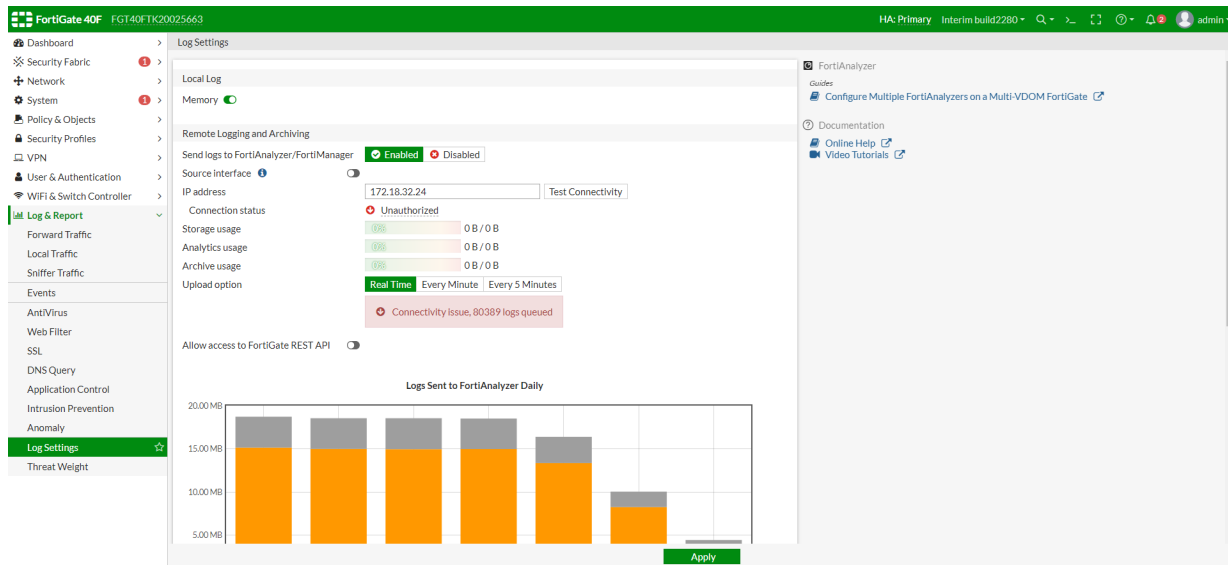 FortiGate 40F FGT40FTK20025663 HA: Primary Interim build2280 admin
2
Dashboard
Security Fabric 1
Network
System 1
Policy & Objects
Security Profiles
VPN
User & Authentication
WiFi & Switch Controller
Log & Report
Forward Traffic
Local Traffic
Sniffer Traffic
Events
AntiVirus
Web Filter
SSL
DNS Query
Application Control
Intrusion Prevention
Anomaly
Log Settings
Threat Weight
Log Settings
Local Log
Memory
Remote Logging and Archiving
Send logs to FortiAnalyzer/FortiManager Enabled Disabled
Source interface
IP address 172.18.32.24 Test Connectivity
Connection status Unauthorized
Storage usage 0% 0 B / 0 B
Analytics usage 0% 0 B / 0 B
Archive usage 0% 0 B / 0 B
Upload option Real Time Every Minute Every 5 Minutes
Connectivity issue, 80389 logs queued
Allow access to FortiGate REST API
Logs Sent to FortiAnalyzer Daily
20.00 MB
15.00 MB
10.00 MB
5.00 MB
Apply
FortiAnalyzer
Guides
Configure Multiple FortiAnalyzers on a Multi-VDOM FortiGate
Documentation
Online Help
Video Tutorials